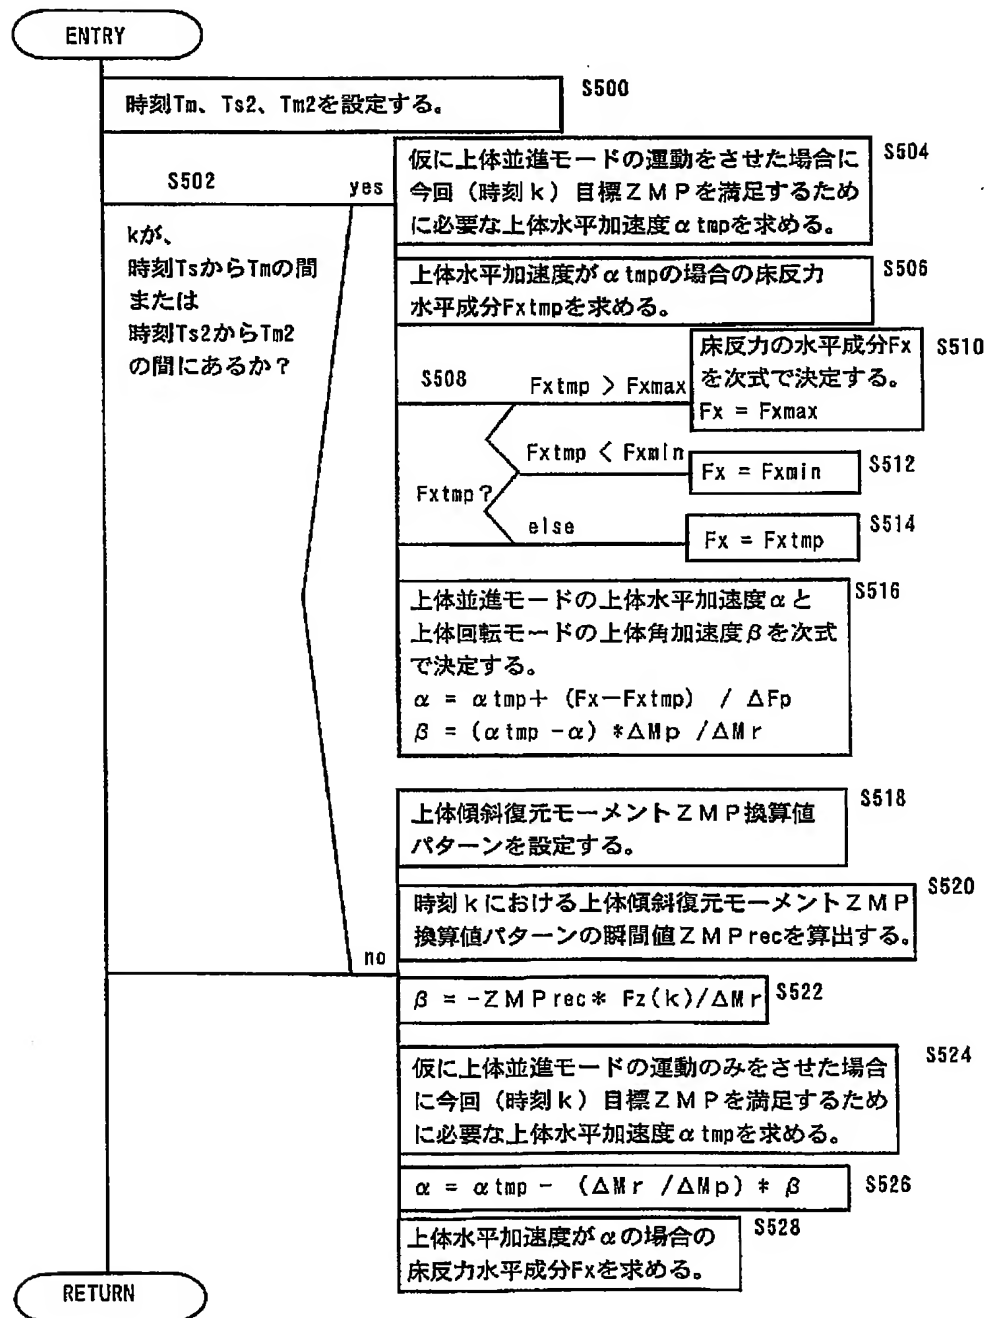 ENTRY
時刻Tm、Ts2、Tm2を設定する。
S500
S502
yes
kが、
時刻TsからTmの間
または
時刻Ts2からTm2
の間にあるか？
仮に上体並進モードの運動をさせた場合に
今回（時刻k）目標ZMPを満足するため
に必要な上体水平加速度αtmpを求める。
S504
上体水平加速度がαtmpの場合の床反力
水平成分Fxtmpを求める。
S506
S508
Fxtmp？
Fxtmp > Fxmax
床反力の水平成分Fx
を次式で決定する。
Fx = Fxmax
S510
Fxtmp < Fxmin
Fx = Fxmin
S512
else
Fx = Fxtmp
S514
上体並進モードの上体水平加速度αと
上体回転モードの上体角加速度βを次式
で決定する。
α = αtmp+ (Fx−Fxtmp) / ΔFp
β = (αtmp -α) *ΔMp /ΔMr
S516
no
上体傾斜復元モーメントZMP換算値
パターンを設定する。
S518
時刻kにおける上体傾斜復元モーメントZMP
換算値パターンの瞬間値ZMPrecを算出する。
S520
β = -ZMPrec* Fz(k)/ΔMr
S522
仮に上体並進モードの運動のみをさせた場合
に今回（時刻k）目標ZMPを満足するため
に必要な上体水平加速度αtmpを求める。
S524
α = αtmp - (ΔMr /ΔMp) * β
S526
上体水平加速度がαの場合の
床反力水平成分Fxを求める。
S528
RETURN